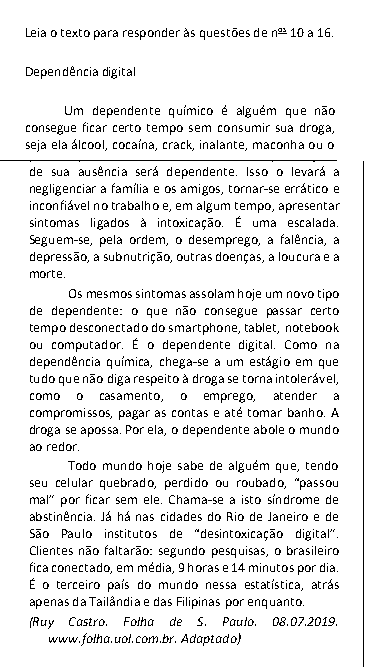 Leia o texto para responder às questões de nºs 10 a 16.
Dependência digital
Um dependente químico é alguém que não
consegue ficar certo tempo sem consumir sua droga,
seja ela álcool, cocaína, crack, inalante, maconha ou o
de sua ausência será dependente. Isso o levará a
negligenciar a família e os amigos, tornar-se errático e
inconfiável no trabalho e, em algum tempo, apresentar
sintomas ligados à intoxicação. É uma escalada.
Seguem-se, pela ordem, o desemprego, a falência, a
depressão, a subnutrição, outras doenças, a loucura e a
morte.
Os mesmos sintomas assolam hoje um novo tipo
de dependente: o que não consegue passar certo
tempo desconectado do smartphone, tablet, notebook
ou computador. É o dependente digital. Como na
dependência química, chega-se a um estágio em que
tudo que não diga respeito à droga se torna intolerável,
como o casamento, o emprego, atender a
compromissos, pagar as contas e até tomar banho. A
droga se apossa. Por ela, o dependente abole o mundo
ao redor.
Todo mundo hoje sabe de alguém que, tendo
seu celular quebrado, perdido ou roubado, “passou
mal” por ficar sem ele. Chama-se a isto síndrome de
abstinência. Já há nas cidades do Rio de Janeiro e de
São Paulo institutos de “desintoxicação digital”.
Clientes não faltarão: segundo pesquisas, o brasileiro
fica conectado, em média, 9 horas e 14 minutos por dia.
É o terceiro país do mundo nessa estatística, atrás
apenas da Tailândia e das Filipinas por enquanto.
(Ruy Castro. Folha de S. Paulo. 08.07.2019.
www.folha.uol.com.br. Adaptado)